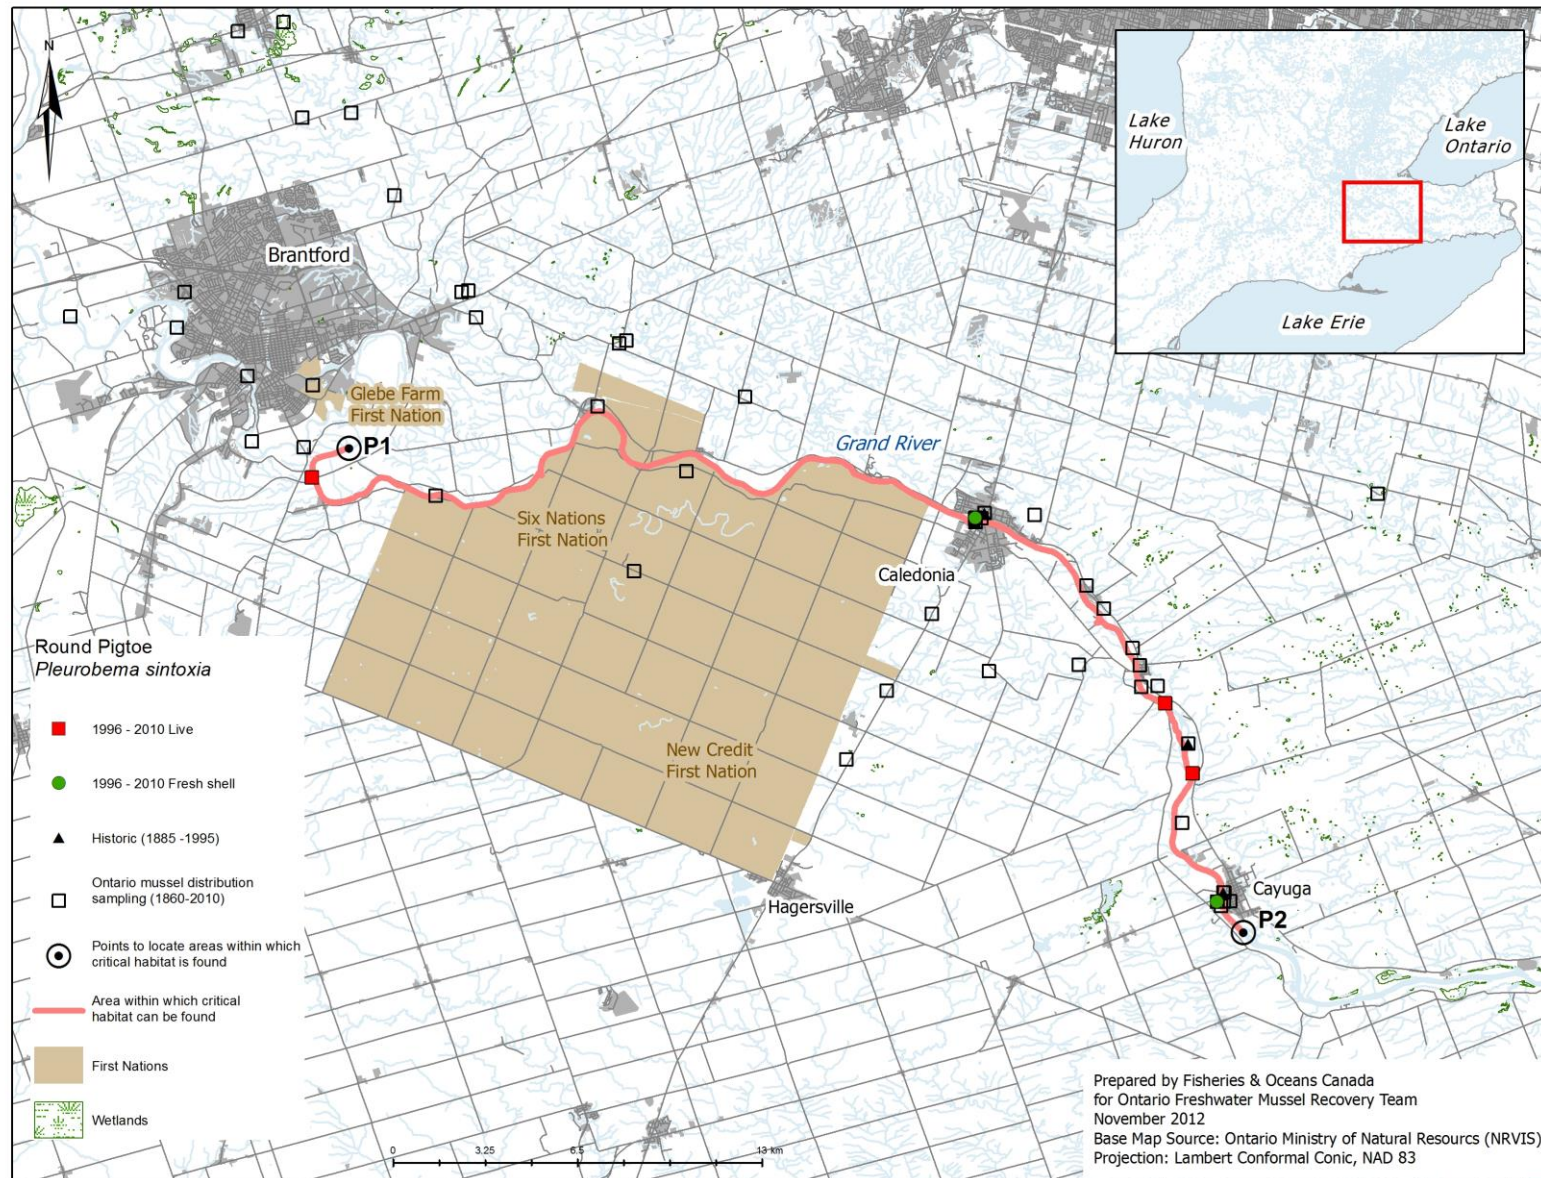 N
Lake
Huron
Lake
Ontario
Lake Erie
Brantford
Glebe Farm
First Nation
P1
Grand River
Six Nations
First Nation
Caledonia
New Credit
First Nation
Hagersville
Cayuga
P2
Round Pigtoe
Pleurobema sintoxia
1996 - 2010 Live
1996 - 2010 Fresh shell
Historic (1885 -1995)
Ontario mussel distribution
sampling (1860-2010)
Points to locate areas within which
critical habitat is found
Area within which critical
habitat can be found
First Nations
Wetlands
0 3.25 6.5 13 km
Prepared by Fisheries & Oceans Canada
for Ontario Freshwater Mussel Recovery Team
November 2012
Base Map Source: Ontario Ministry of Natural Resourcs (NRVIS)
Projection: Lambert Conformal Conic, NAD 83